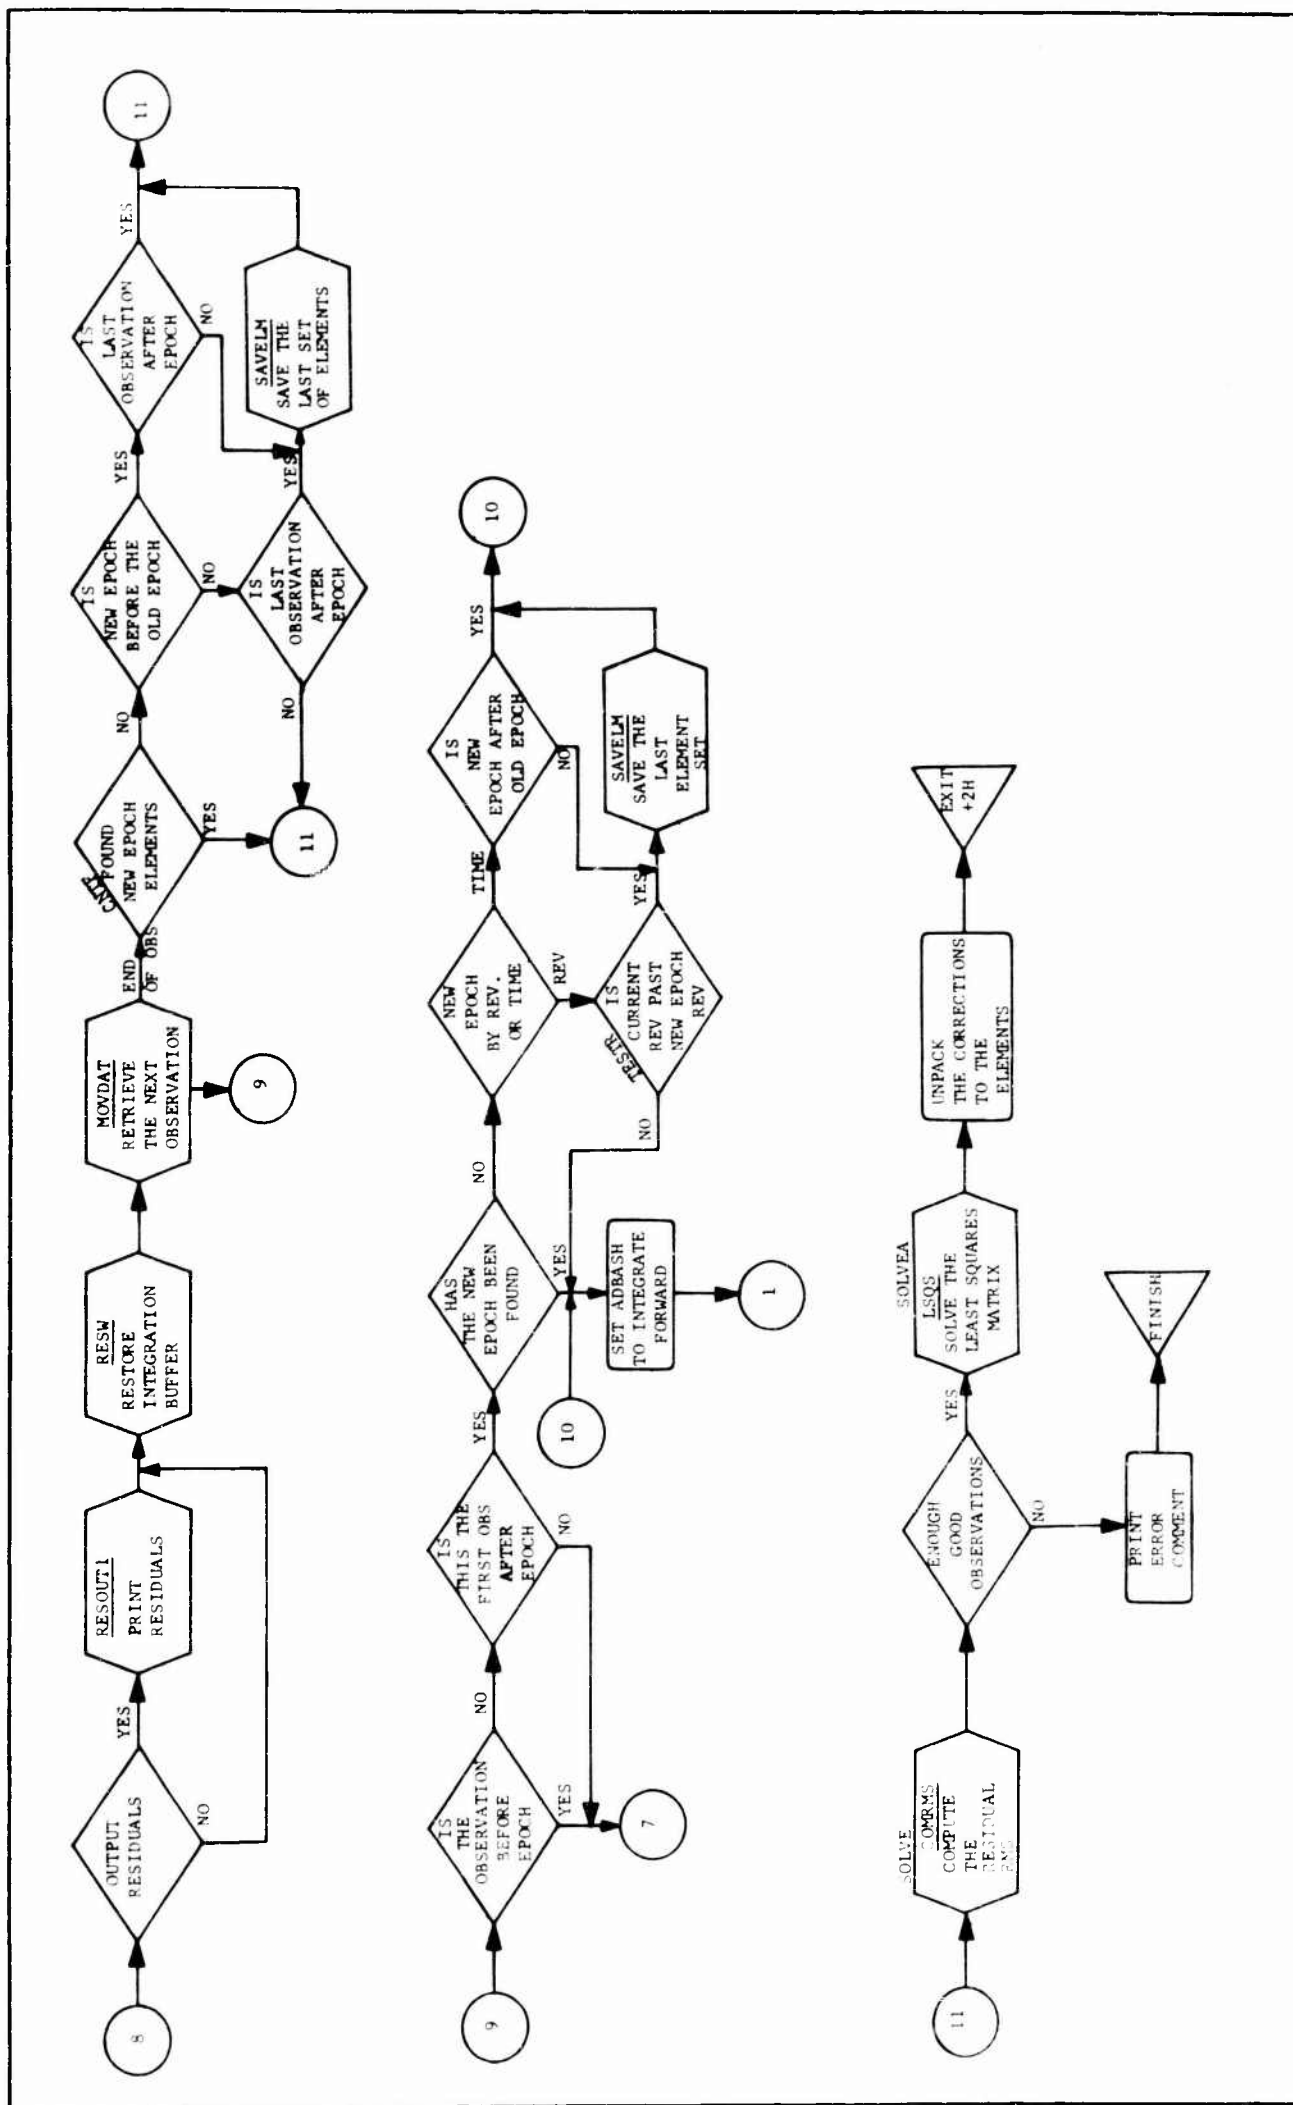 8
OUTPUT
RESIDUALS
YES
NO
RESOUT1
PRINT
RESIDUALS
RESW
RESTORE
INTEGRATION
BUFFER
MOVDAT
RETRIEVE
THE NEXT
OBSERVATION
9
END
OF OBS
CNTF
FOUND
NEW EPOCH
ELEMENTS
YES
11
NO
IS
NEW EPOCH
BEFORE THE
OLD EPOCH
YES
NO
IS
LAST
OBSERVATION
AFTER
EPOCH
NO
YES
IS
LAST
OBSERVATION
AFTER
EPOCH
YES
NO
SAVELM
SAVE THE
LAST SET
OF ELEMENTS
11
9
IS
THE
OBSERVATION
BEFORE
EPOCH
YES
7
NO
IS
THIS THE
FIRST OBS
AFTER
EPOCH
NO
YES
HAS
THE NEW
EPOCH BEEN
FOUND
YES
10
SET ADBASH
TO INTEGRATE
FORWARD
1
NO
NEW
EPOCH
BY REV.
OR TIME
TIME
REV
TESTR
IS
CURRENT
REV PAST
NEW EPOCH
REV
NO
YES
IS
NEW
EPOCH AFTER
OLD EPOCH
YES
NO
SAVELM
SAVE THE
LAST
ELEMENT
SET
10
11
SOLVE
COMRMS
COMPUTE
THE
RESIDUAL
RMS
ENOUGH
GOOD
OBSERVATIONS
YES
NO
PRINT
ERROR
COMMENT
FINISH
SOLVEA
LSQS
SOLVE THE
LEAST SQUARES
MATRIX
UNPACK
THE CORRECTIONS
TO THE
ELEMENTS
EXIT
+2H